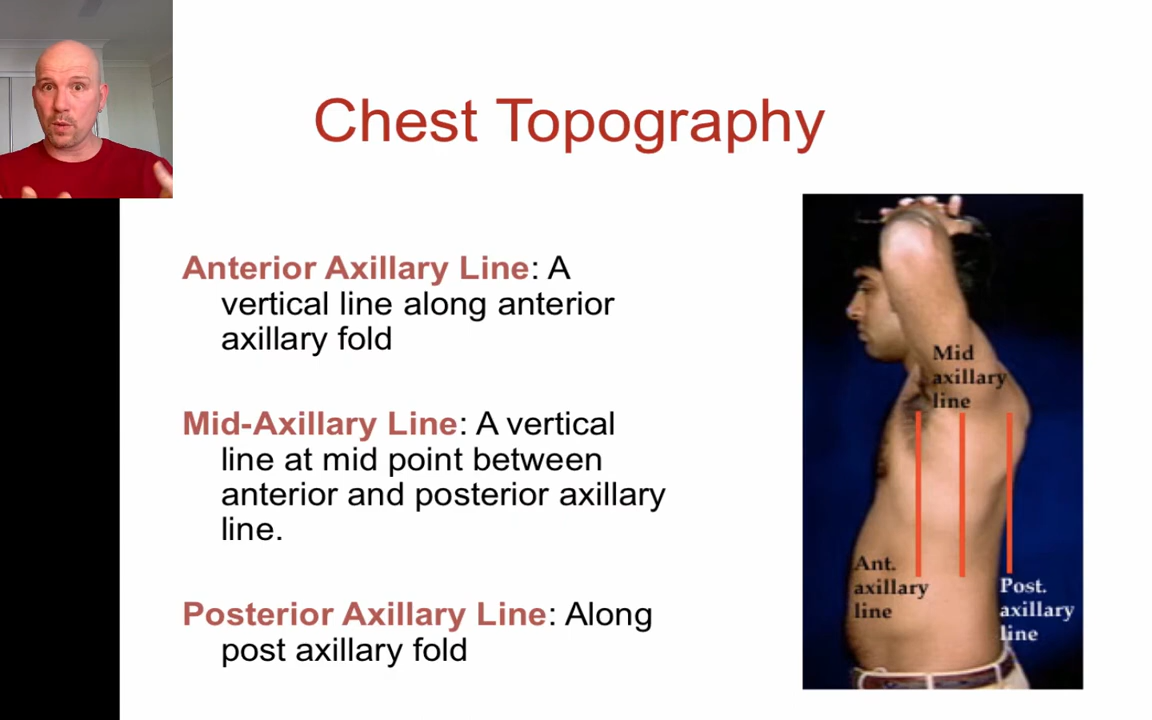 Chest Topography
Anterior Axillary Line: A
vertical line along anterior
axillary fold
Mid-Axillary Line: A vertical
line at mid point between
anterior and posterior axillary
line.
Posterior Axillary Line: Along
post axillary fold
Mid
axillary
line
Ant.
axillary
line
Post.
axillary
line